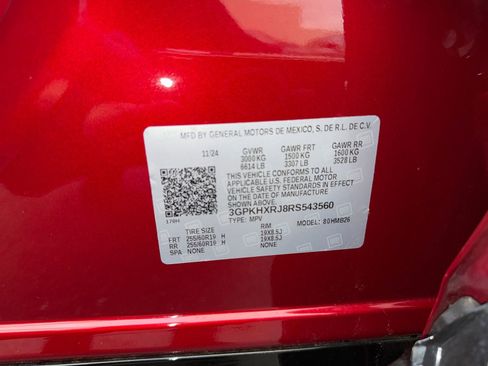 MFD BY GENERAL MOTORS DE MEXICO, S. DE R.L. DE C.V.
11/24 GVWR GAWR FRT GAWR RR
3000 KG 1500 KG 1600 KG
6614 LB 3307 LB 3528 LB
THIS VEHICLE CONFORMS TO ALL
APPLICABLE U.S. FEDERAL MOTOR
VEHICLE SAFETY STANDARDS IN EFFECT
ON THE DATE OF MANUFACTURE
SHOWN ABOVE.
3GPKHXRJ8RS543560
TYPE: MPV MODEL: 80HMB26
179H
TIRE SIZE RIM
FRT 255/60R19 H 19X8.5J
RR 255/60R19 H 19X8.5J
SPA NONE NONE